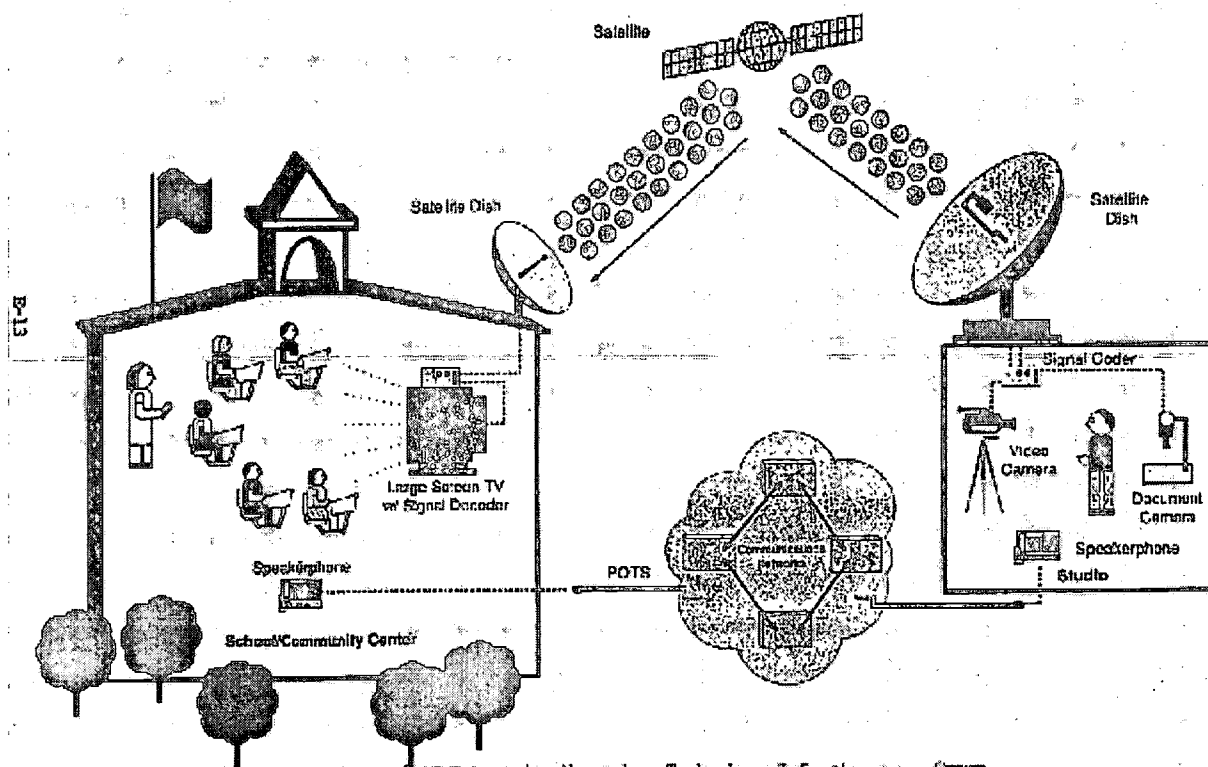 Satellite
Satellite Dish
Satellite
Dish
E-13
Signal Coder
Video
Camera
Document
Camera
Large Screen TV
w/ Signal Decoder
Communications
Networks
Speakerphone
POTS
Speakerphone
Studio
School/Community Center